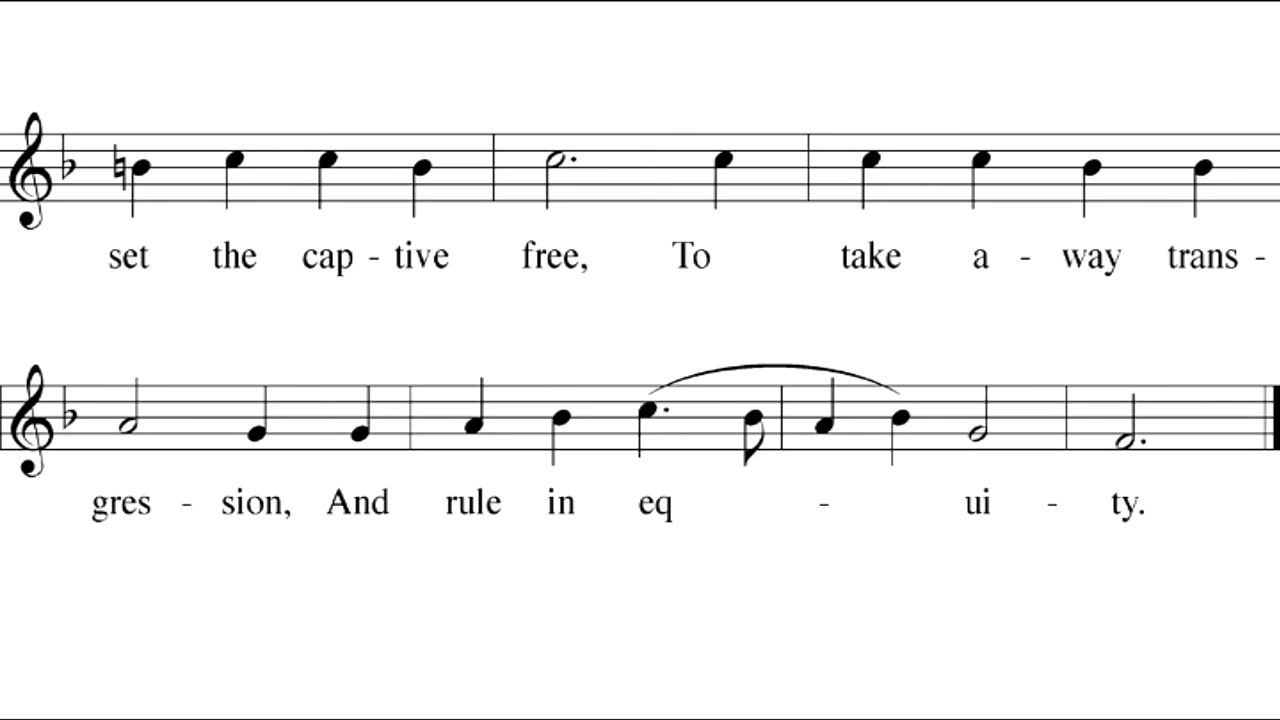 set the cap - tive free, To take a - way trans -
gres - sion, And rule in eq - ui - ty.